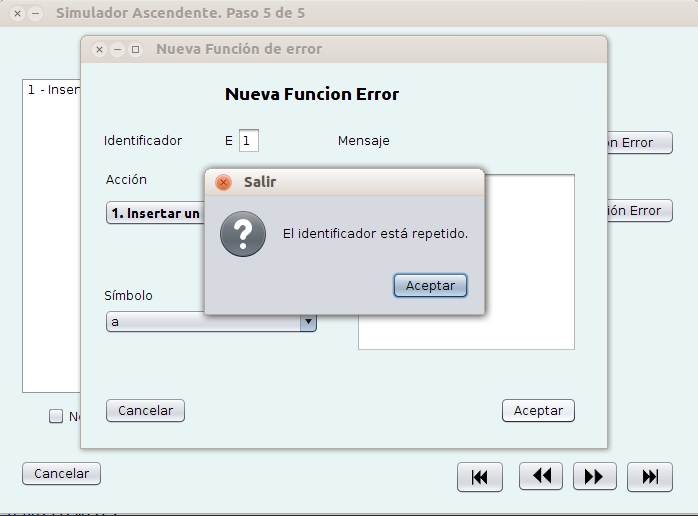 Simulador Ascendente. Paso 5 de 5
Nueva Función de error
1 - Inser
Nueva Funcion Error
Identificador E 1 Mensaje
n Error
Acción
Salir
1. Insertar un
ión Error
El identificador está repetido.
Aceptar
Símbolo
a
Cancelar Aceptar
Cancelar